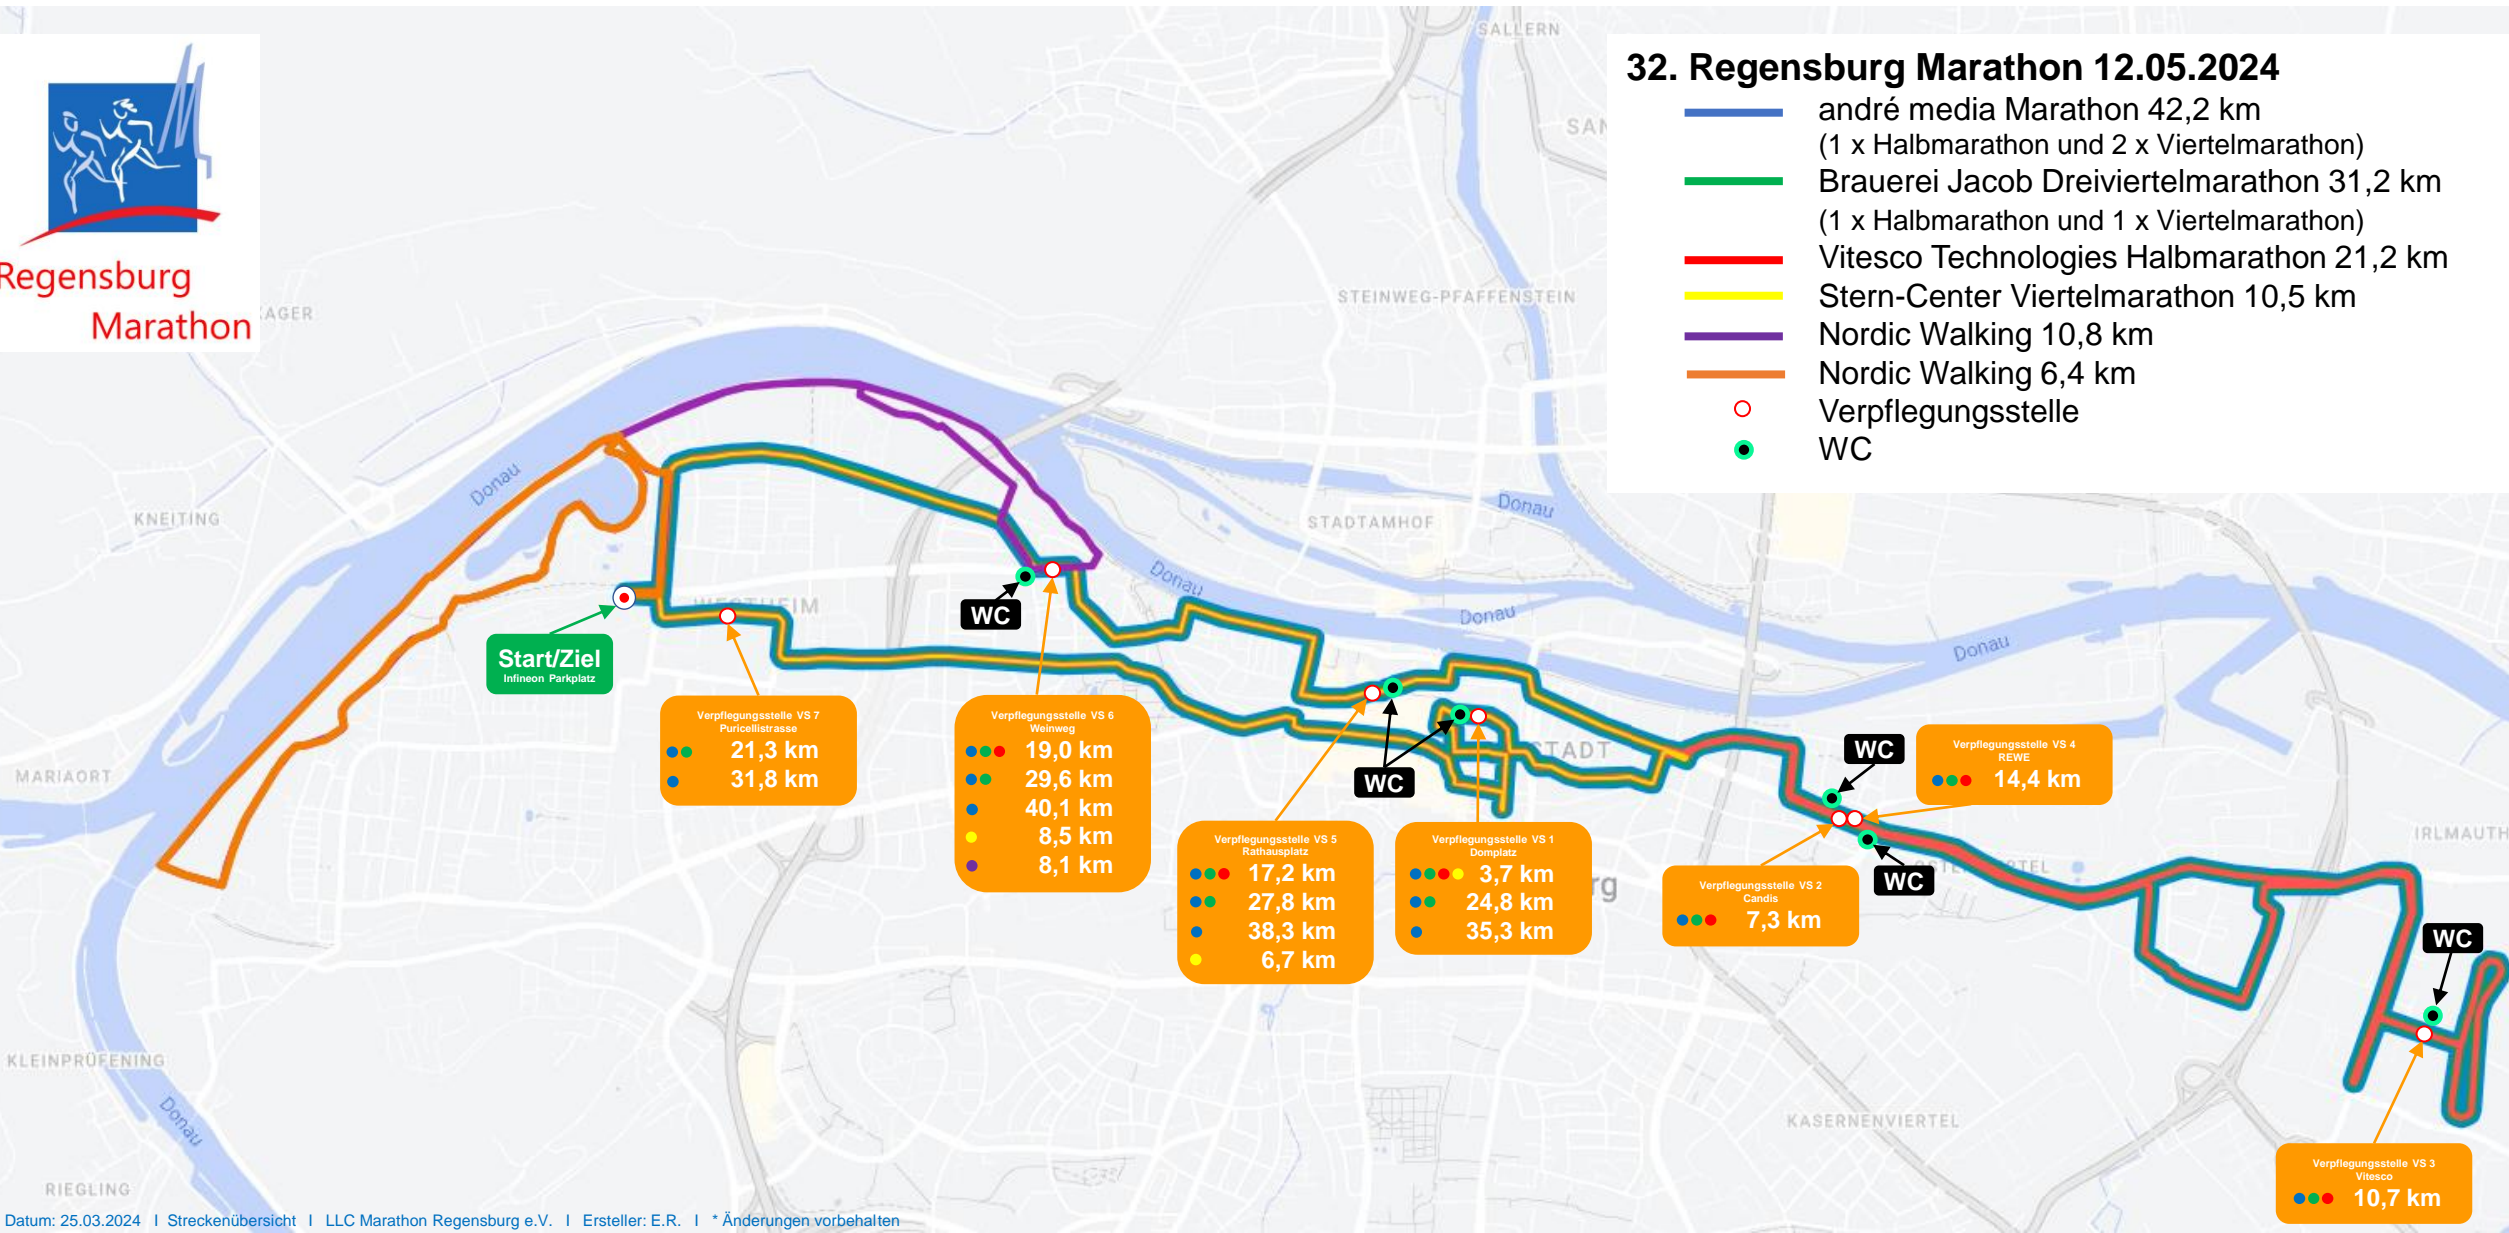 SALLERN
32. Regensburg Marathon 12.05.2024
andré media Marathon 42,2 km
(1 x Halbmarathon und 2 x Viertelmarathon)
Brauerei Jacob Dreiviertelmarathon 31,2 km
(1 x Halbmarathon und 1 x Viertelmarathon)
Vitesco Technologies Halbmarathon 21,2 km
Stern-Center Viertelmarathon 10,5 km
Nordic Walking 10,8 km
Nordic Walking 6,4 km
Verpflegungsstelle
WC
Regensburg
Marathon
SAN
STEINWEG-PFAFFENSTEIN
KAGER
Donau
KNEITING
Donau
STADTAMHOF
Donau
Donau
Donau
WESTHEIM
WC
Start/Ziel
Infineon Parkplatz
Verpflegungsstelle VS 7
Puricellistrasse
21,3 km
31,8 km
Verpflegungsstelle VS 6
Weinweg
19,0 km
29,6 km
40,1 km
8,5 km
8,1 km
WC
STADT
WC
Verpflegungsstelle VS 4
REWE
14,4 km
MARIAORT
Verpflegungsstelle VS 5
Rathausplatz
17,2 km
27,8 km
38,3 km
6,7 km
Verpflegungsstelle VS 1
Domplatz
3,7 km
24,8 km
35,3 km
rg
Verpflegungsstelle VS 2
Candis
7,3 km
WC
IRLMAUTH
WC
KLEINPRÜFENING
Donau
KASERNENVIERTEL
Verpflegungsstelle VS 3
Vitesco
10,7 km
RIEGLING
Datum: 25.03.2024 I Streckenübersicht I LLC Marathon Regensburg e.V. I Ersteller: E.R. I * Änderungen vorbehalten